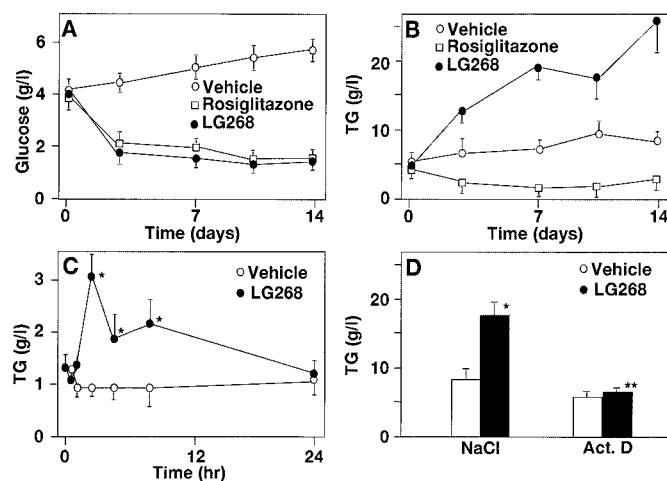 A
Glucose (g/l)
6
4
2
0
0
7
14
Time (days)
Vehicle
Rosiglitazone
LG268
B
TG (g/l)
20
10
0
0
7
14
Time (days)
Vehicle
Rosiglitazone
LG268
C
TG (g/l)
3
2
1
0
0
12
24
Time (hr)
Vehicle
LG268
*
*
*
D
TG (g/l)
20
10
0
NaCl
Act. D
Vehicle
LG268
*
**